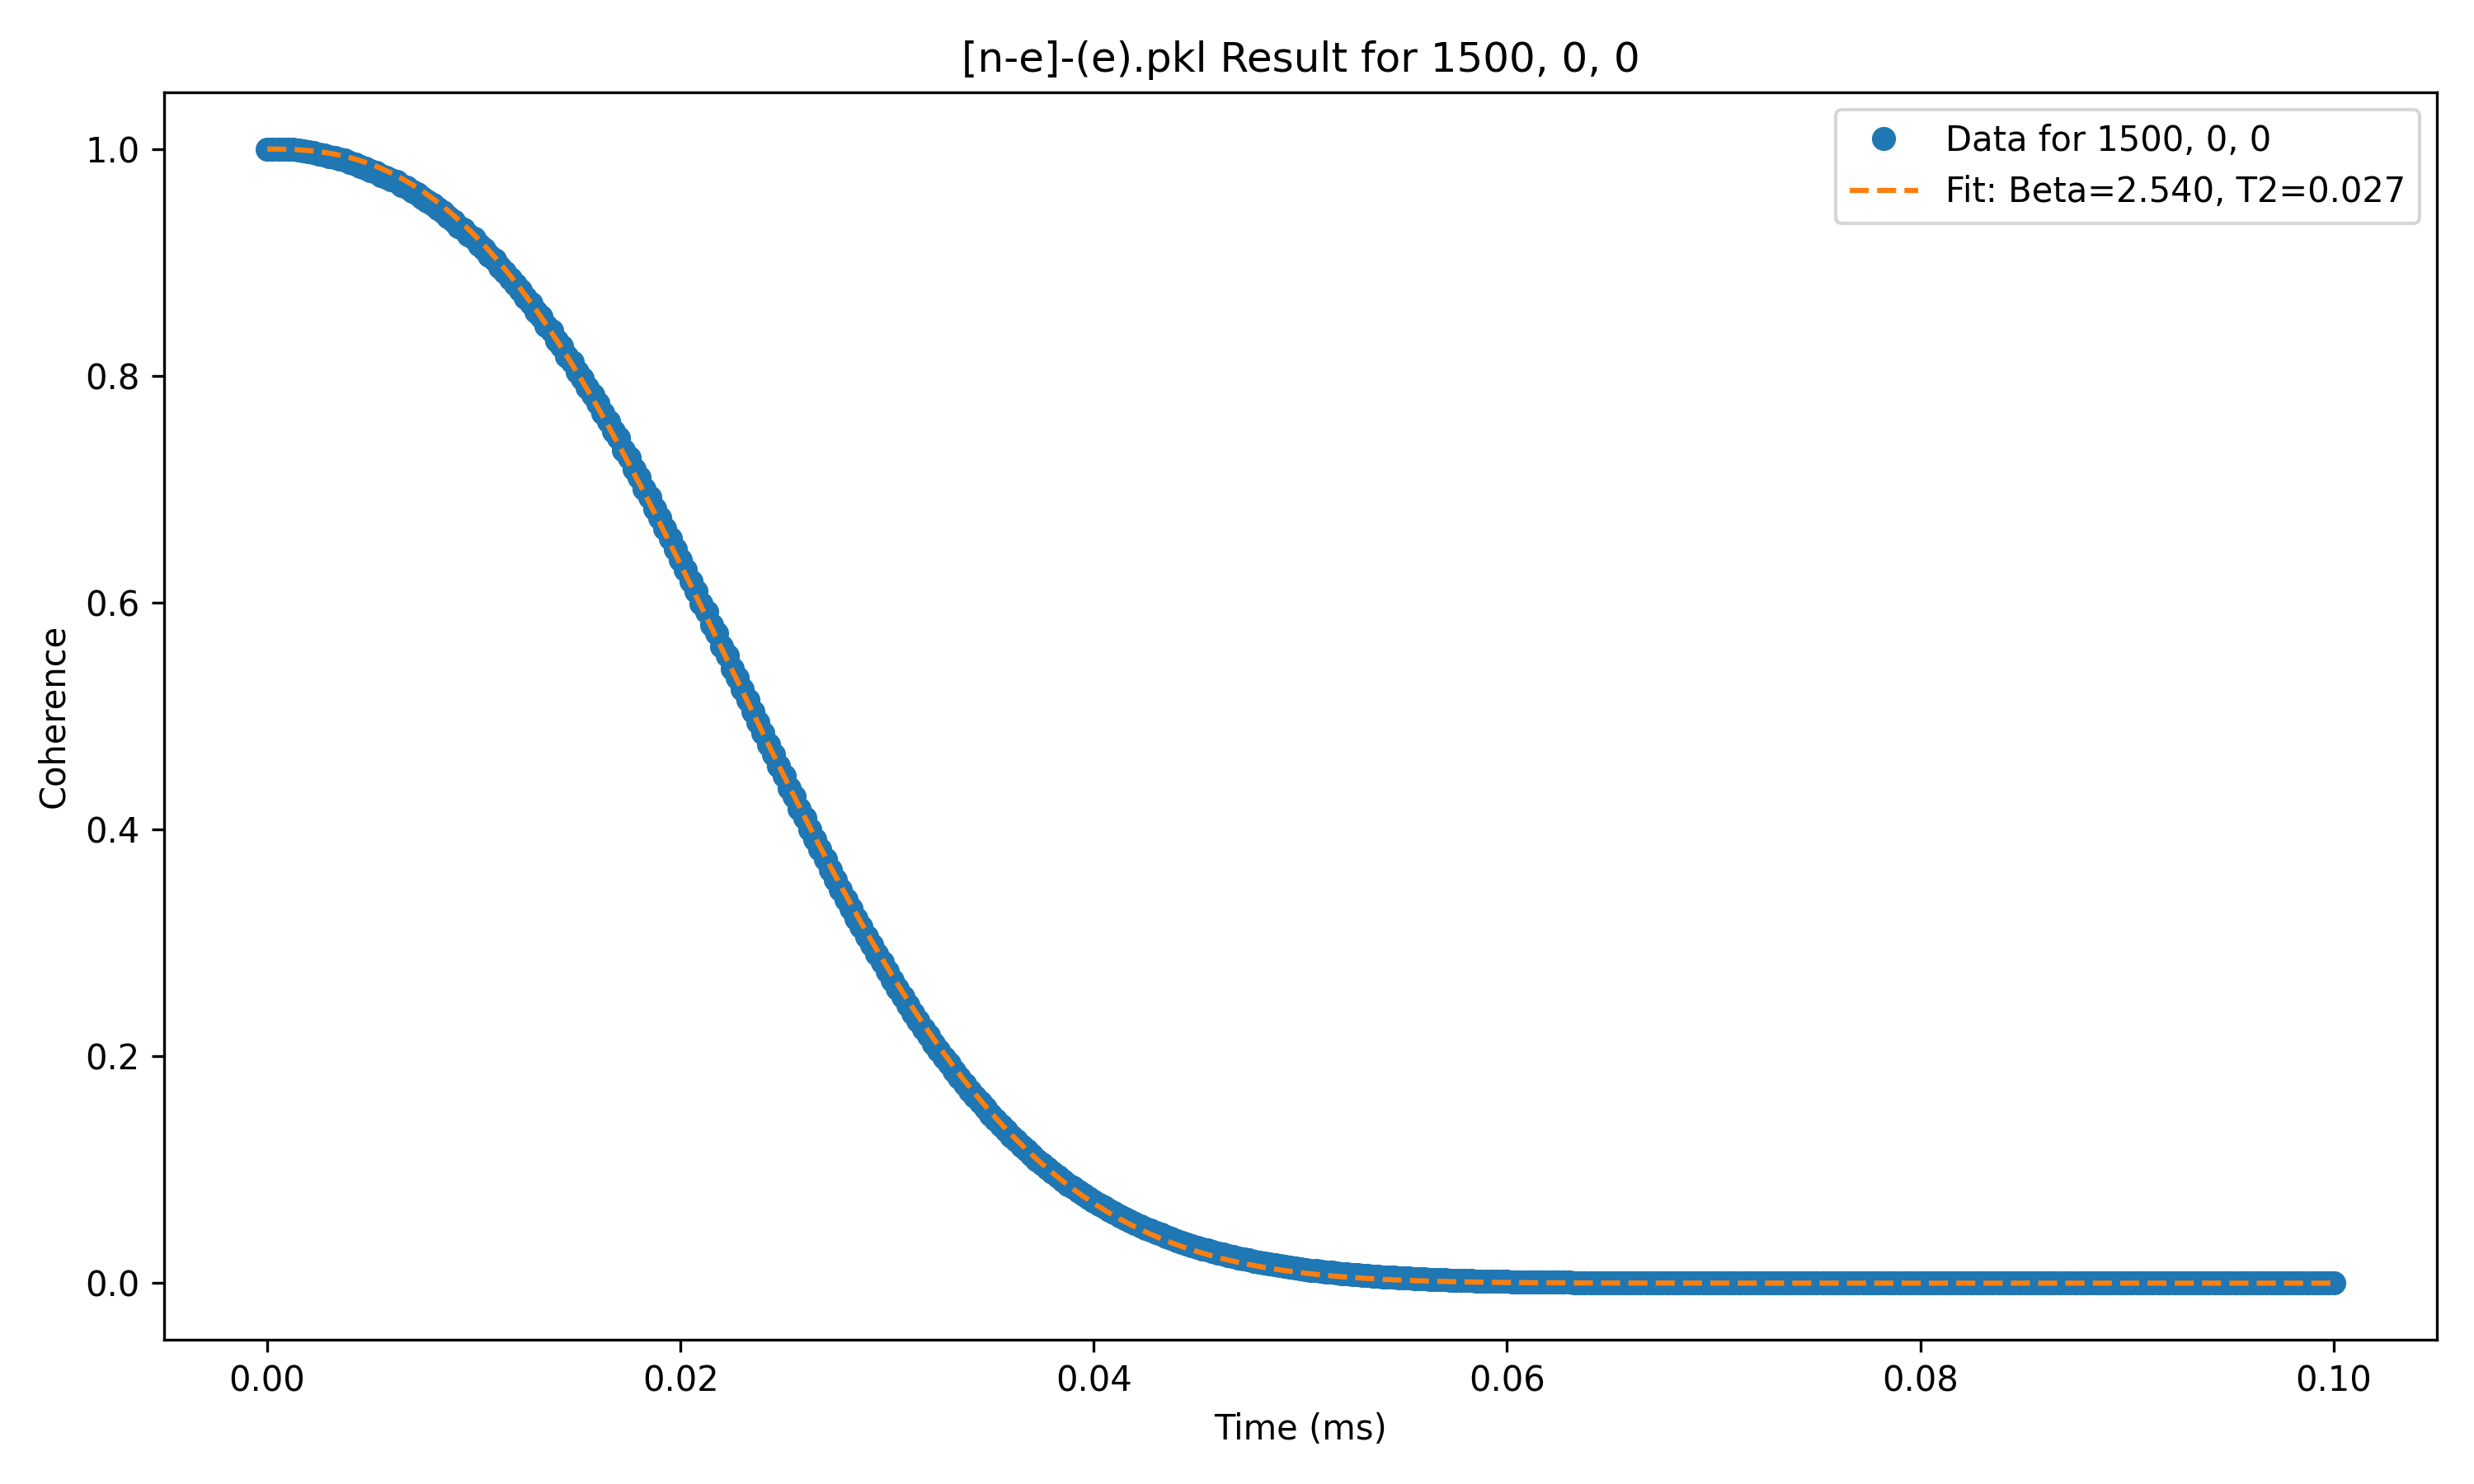 [n-e]-(e).pkl Result for 1500, 0, 0
Data for 1500, 0, 0
Fit: Beta=2.540, T2=0.027
Coherence
1.0
0.8
0.6
0.4
0.2
0.0
0.00
0.02
0.04
0.06
0.08
0.10
Time (ms)